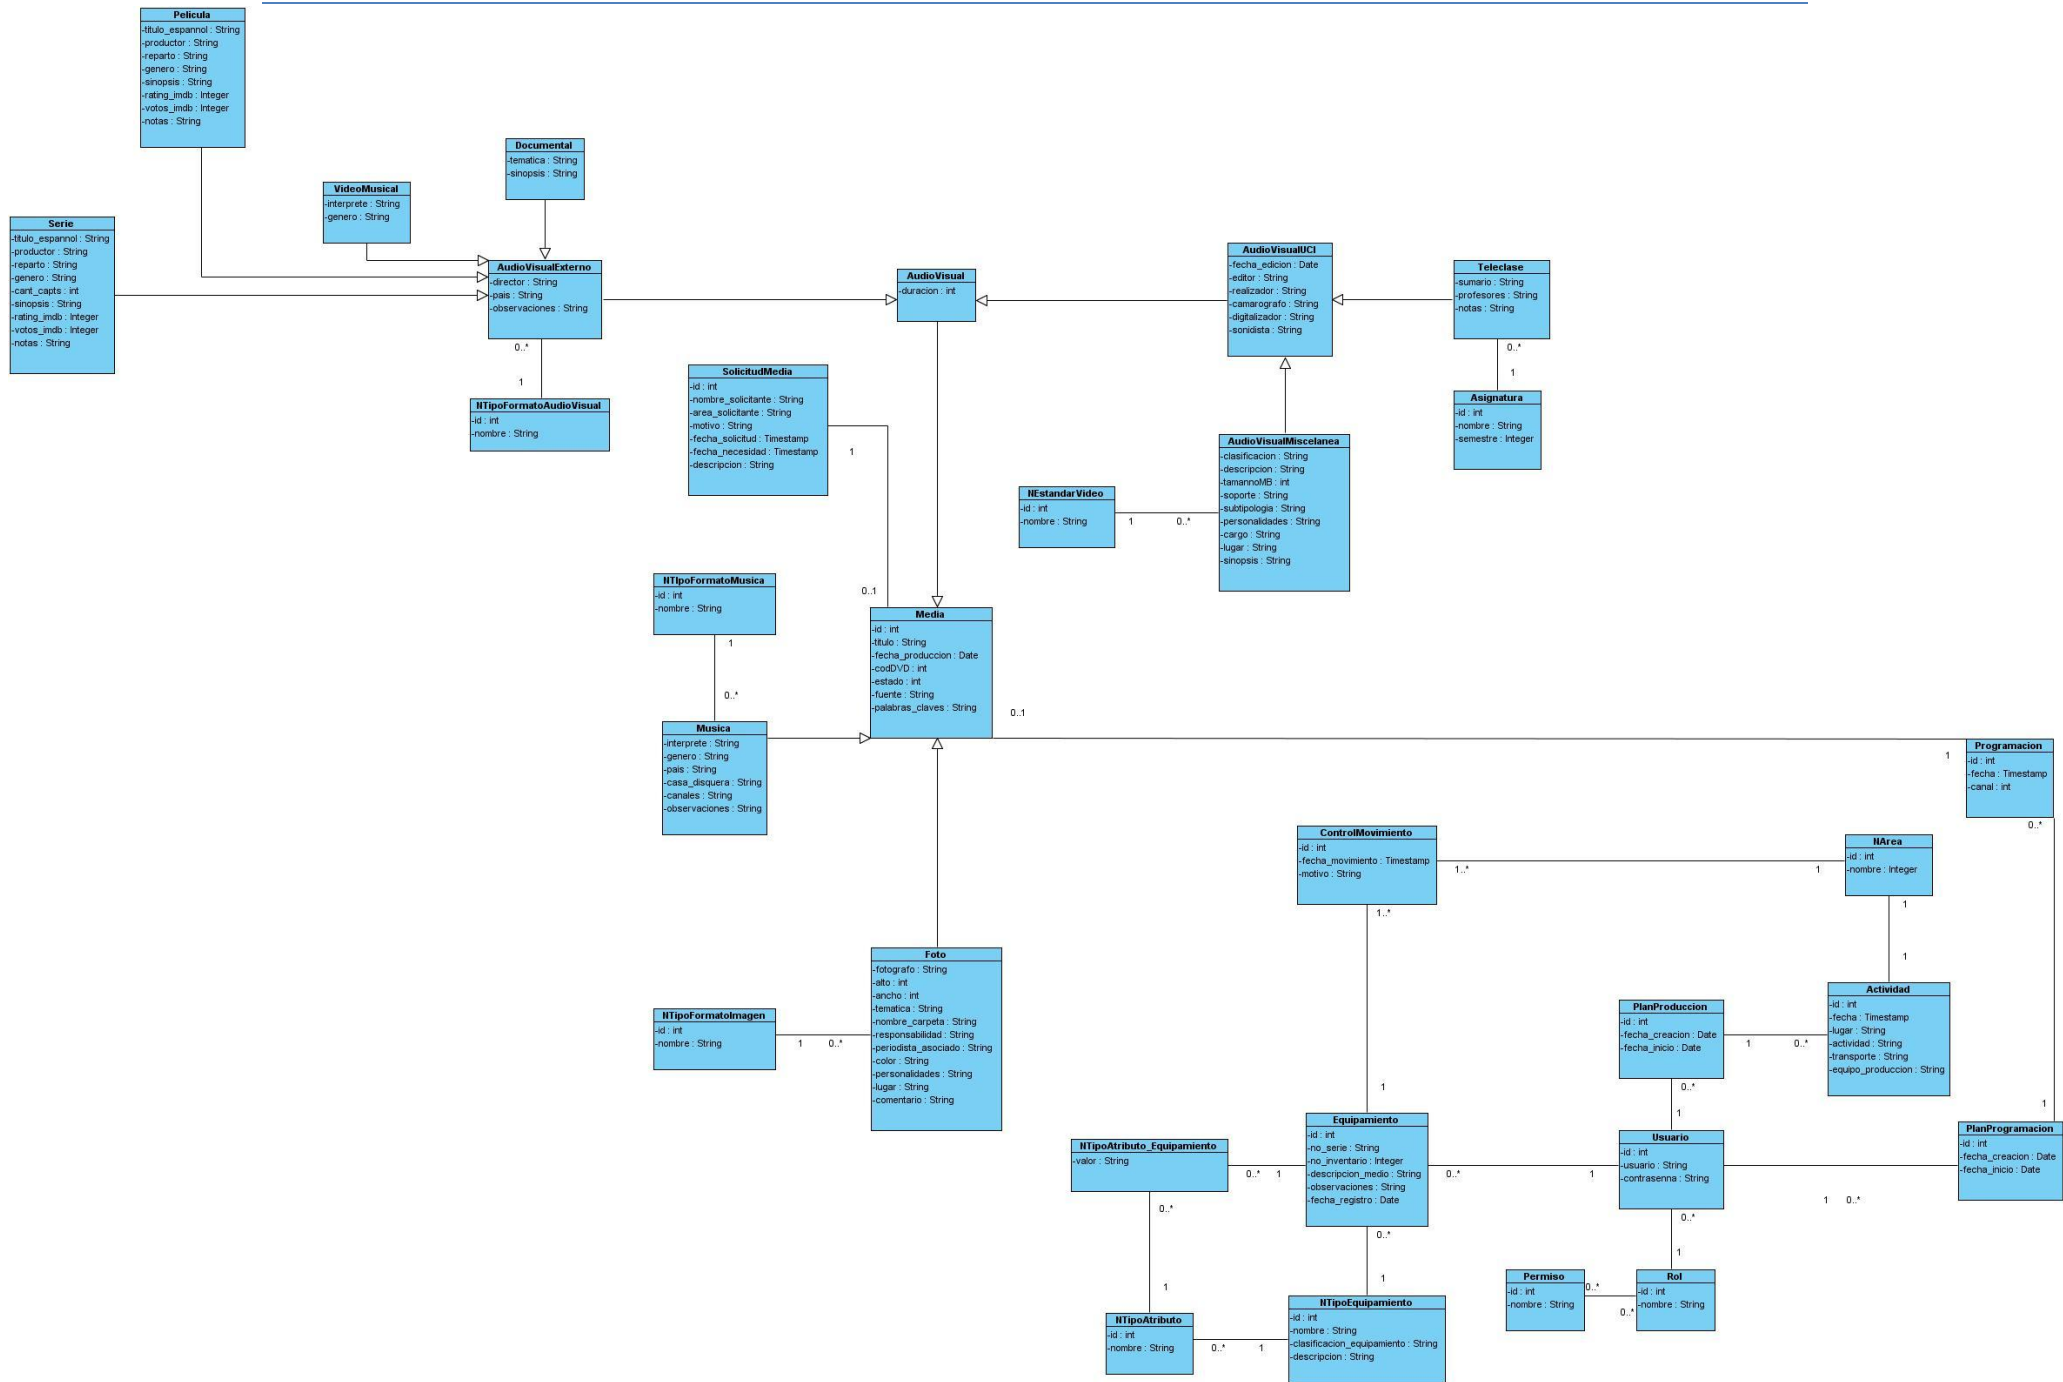 Pelicula
-titulo_espannol : String
-productor : String
-reparto : String
-genero : String
-sinopsis : String
-rating_imdb : Integer
-votos_imdb : Integer
-notas : String
Documental
-tematica : String
-sinopsis : String
VideoMusical
-interprete : String
-genero : String
Serie
-titulo_espannol : String
-productor : String
-reparto : String
-genero : String
-cant_capts : int
-sinopsis : String
-rating_imdb : Integer
-votos_imdb : Integer
-notas : String
AudioVisualExterno
-director : String
-pais : String
-observaciones : String
0..*
1
NTipoFormatoAudioVisual
-id : int
-nombre : String
AudioVisual
-duracion : int
AudioVisualUCI
-fecha_edicion : Date
-editor : String
-realizador : String
-camarografo : String
-digitalizador : String
-sonidista : String
Teleclase
-sumario : String
-profesores : String
-notas : String
0..*
1
Asignatura
-id : int
-nombre : String
-semestre : Integer
SolicitudMedia
-id : int
-nombre_solicitante : String
-area_solicitante : String
-motivo : String
-fecha_solicitud : Timestamp
-fecha_necesidad : Timestamp
-descripcion : String
1
0..1
AudioVisualMiscelanea
-clasificacion : String
-descripcion : String
-tamannoMB : int
-soporte : String
-subtipologia : String
-personalidades : String
-cargo : String
-lugar : String
-sinopsis : String
NEstandarVideo
-id : int
-nombre : String
1 0..*
NTIpoFormatoMusica
-id : int
-nombre : String
1
0..*
Media
-id : int
-titulo : String
-fecha_produccion : Date
-codDVD : int
-estado : int
-fuente : String
-palabras_claves : String
0..1
Musica
-interprete : String
-genero : String
-pais : String
-casa_disquera : String
-canales : String
-observaciones : String
1
Programacion
-id : int
-fecha : Timestamp
-canal : int
0..*
ControlMovimiento
-id : int
-fecha_movimiento : Timestamp
-motivo : String
1..*
1
1..*
NArea
-id : int
-nombre : Integer
1
1
Foto
-fotografo : String
-alto : int
-ancho : int
-tematica : String
-nombre_carpeta : String
-responsabilidad : String
-periodista_asociado : String
-color : String
-personalidades : String
-lugar : String
-comentario : String
NTipoFormatoImagen
-id : int
-nombre : String
1 0..*
PlanProduccion
-id : int
-fecha_creacion : Date
-fecha_inicio : Date
1 0..*
Actividad
-id : int
-fecha : Timestamp
-lugar : String
-actividad : String
-transporte : String
-equipo_produccion : String
0..*
1
1
1
Equipamiento
-id : int
-no_serie : String
-no_inventario : Integer
-descripcion_medio : String
-observaciones : String
-fecha_registro : Date
NTipoAtributo_Equipamiento
-valor : String
0..* 1
0..*
0..* 1
Usuario
-id : int
-usuario : String
-contrasenna : String
PlanProgramacion
-id : int
-fecha_creacion : Date
-fecha_inicio : Date
1 0..*
0..*
0..*
1
1
1
NTipoAtributo
-id : int
-nombre : String
0..* 1
NTipoEquipamiento
-id : int
-nombre : String
-clasificacion_equipamiento : String
-descripcion : String
Permiso
-id : int
-nombre : String
0..*
0..*
Rol
-id : int
-nombre : String